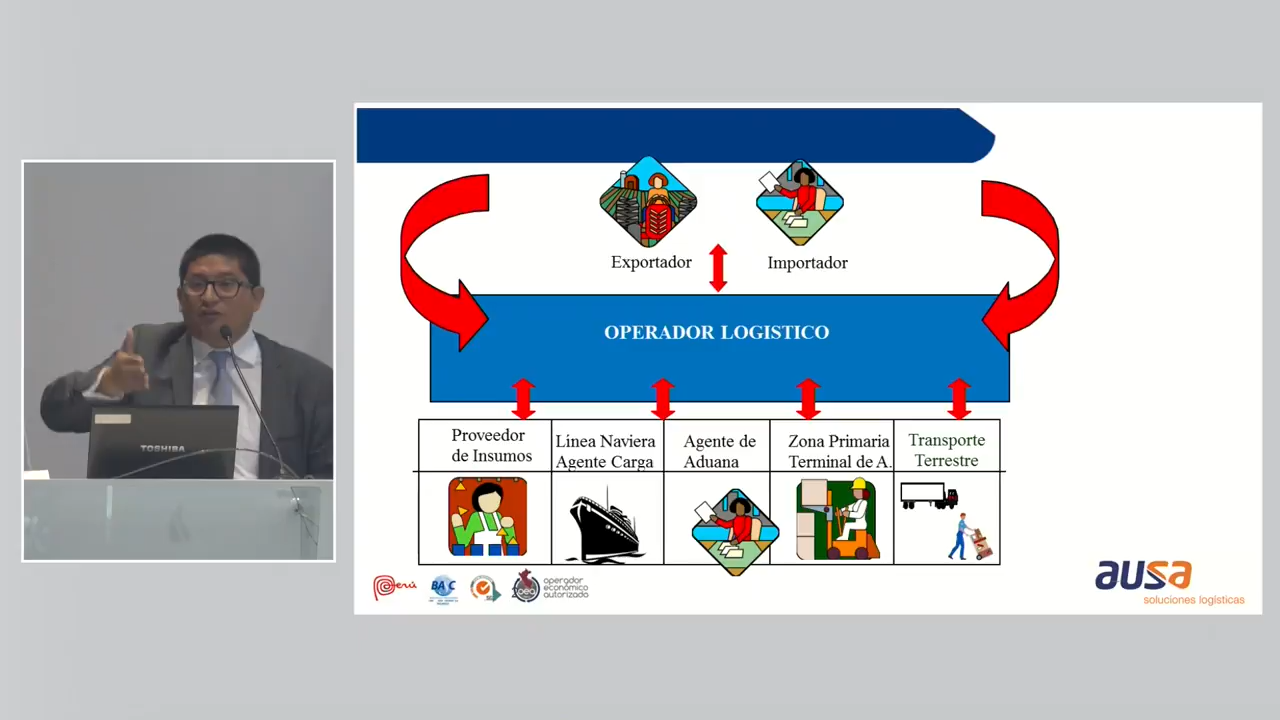 Exportador
Importador
OPERADOR LOGISTICO
Proveedor
de Insumos
Linea Naviera
Agente Carga
Agente de
Aduana
Zona Primaria
Terminal de A.
Transporte
Terrestre
TOSHIBA
Perú
BASC
operador
económico
autorizado
ausa
soluciones logísticas